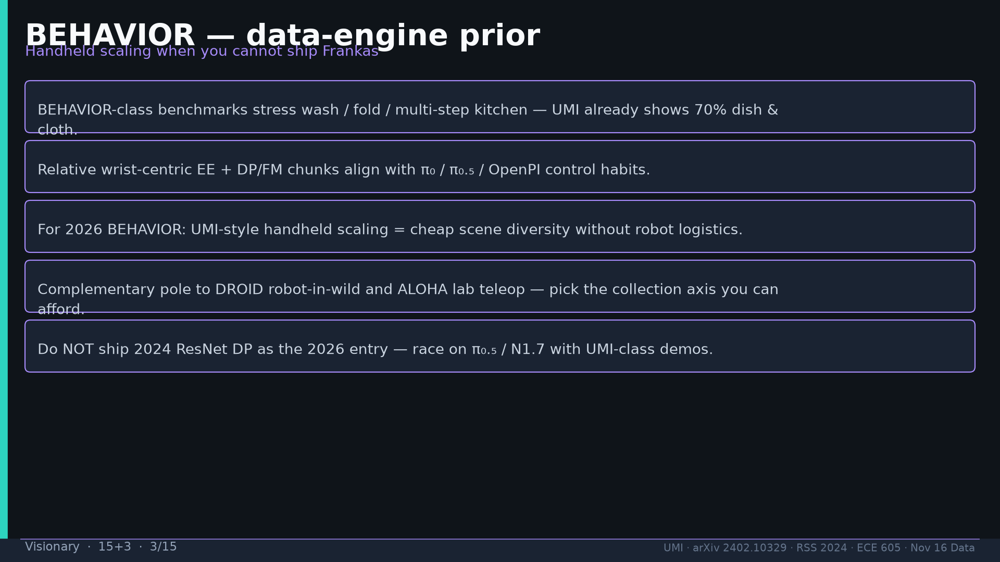 BEHAVIOR — data-engine prior
Handheld scaling when you cannot ship Frankas
BEHAVIOR-class benchmarks stress wash / fold / multi-step kitchen — UMI already shows 70% dish &
cloth.
Relative wrist-centric EE + DP/FM chunks align with π₀ / π₀.₅ / OpenPI control habits.
For 2026 BEHAVIOR: UMI-style handheld scaling = cheap scene diversity without robot logistics.
Complementary pole to DROID robot-in-wild and ALOHA lab teleop — pick the collection axis you can
afford.
Do NOT ship 2024 ResNet DP as the 2026 entry — race on π₀.₅ / N1.7 with UMI-class demos.
Visionary · 15+3 · 3/15
UMI · arXiv 2402.10329 · RSS 2024 · ECE 605 · Nov 16 Data